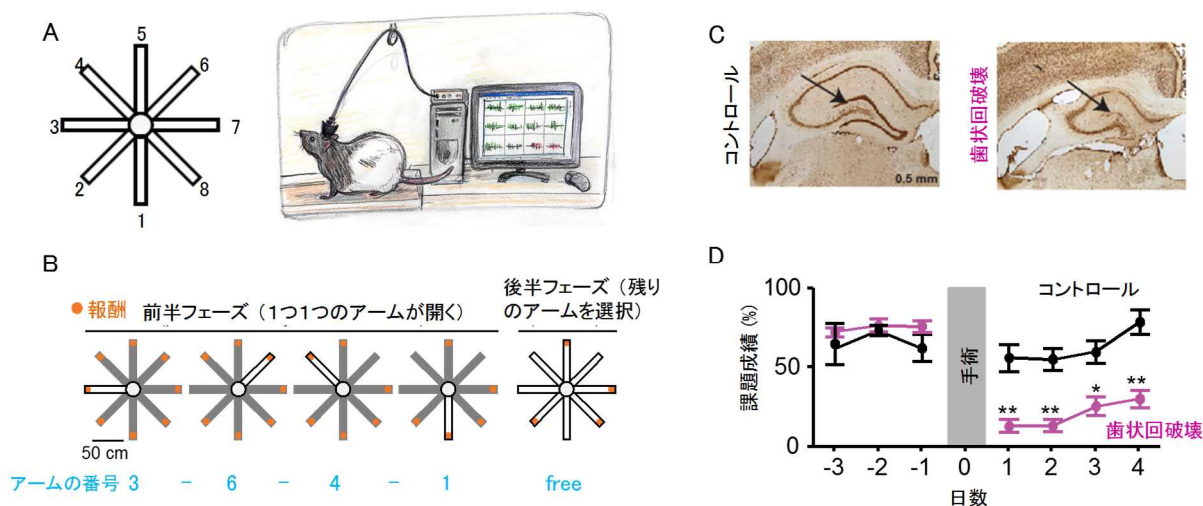 A
5
4
6
3
7
2
8
1
B
報酬
前半フェーズ (1つ1つのアームが開く)
後半フェーズ (残り
のアームを選択)
50 cm
アームの番号 3 - 6 - 4 - 1 free
C
コントロール
0.5 mm
歯状回破壊
D
課題成績 (%)
100
50
0
手術
コントロール
** ** * **
歯状回破壊
-3 -2 -1 0 1 2 3 4
日数